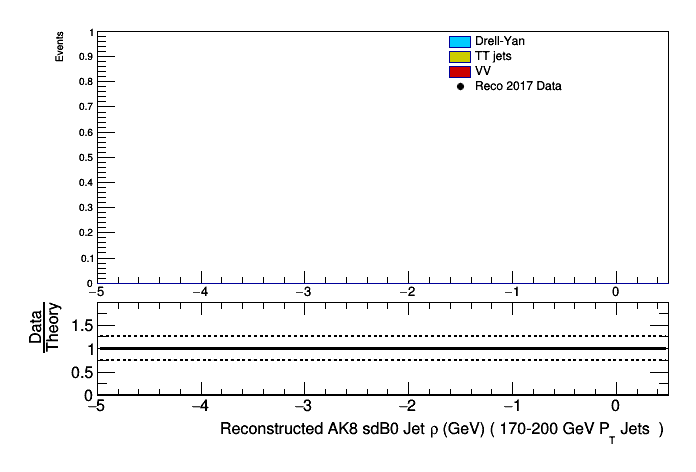 Events
1
0.9
0.8
0.7
0.6
0.5
0.4
0.3
0.2
0.1
0
−5 −4 −3 −2 −1 0
Drell-Yan
TT jets
VV
Reco 2017 Data
Data
Theory
1.5
1
0.5
0
−5 −4 −3 −2 −1 0
Reconstructed AK8 sdB0 Jet ρ (GeV) ( 170-200 GeV P_T Jets )